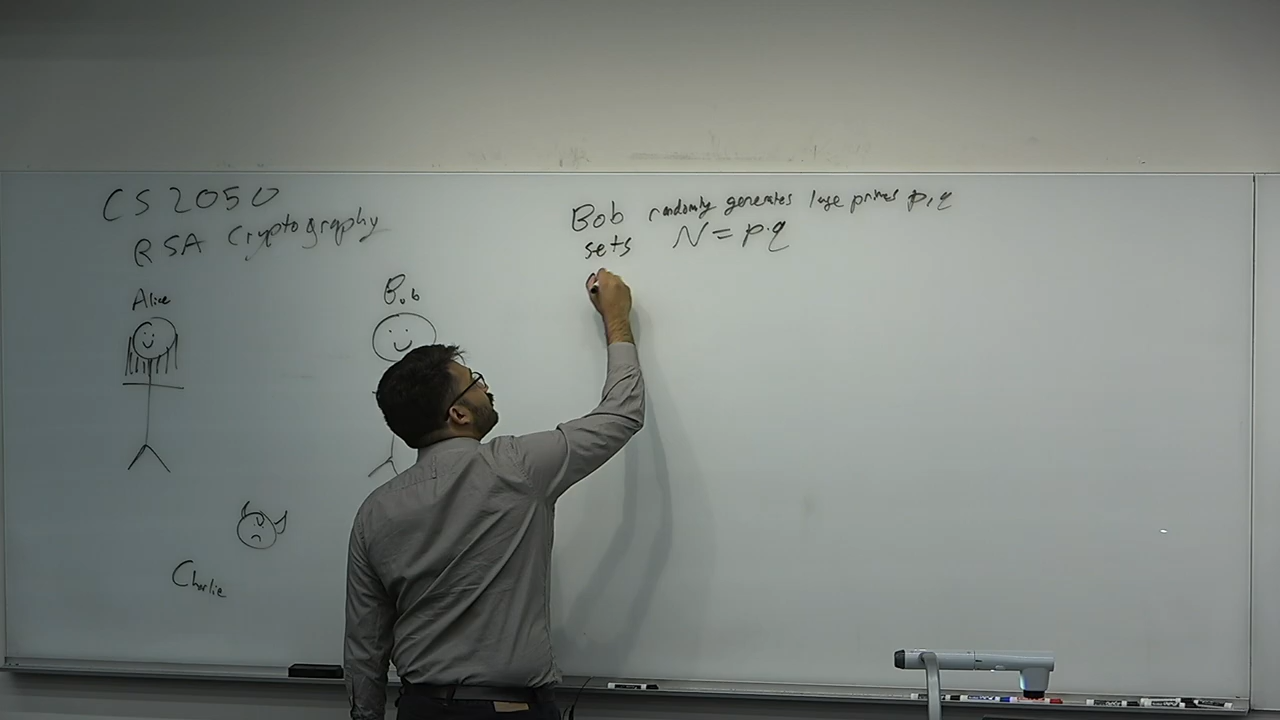 CS 2050
RSA Cryptography
Alice
Bob
Charlie
Bob randomly generates large primes p, q
sets N = p·q